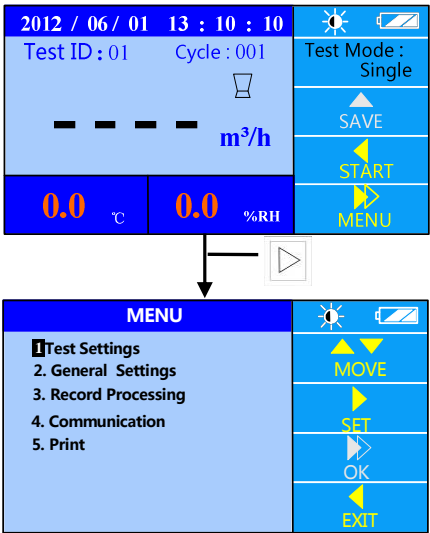 2012 / 06/ 01 13 : 10 : 10
Test ID : 01 Cycle : 001
- - - -
m³/h
0.0 ℃
0.0 %RH
Test Mode :
Single
SAVE
START
MENU
MENU
1 Test Settings
2. General Settings
3. Record Processing
4. Communication
5. Print
MOVE
SET
OK
EXIT